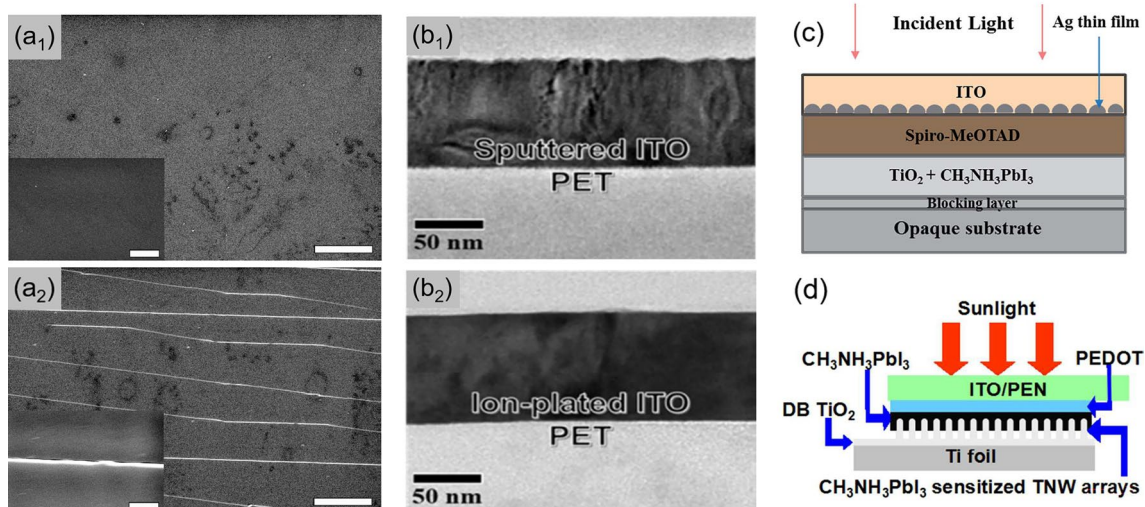 (a₁)
(a₂)
(b₁)
Sputtered ITO
PET
50 nm
(b₂)
Ion-plated ITO
PET
50 nm
(c)
Incident Light
Ag thin film
ITO
Spiro-MeOTAD
TiO₂ + CH₃NH₃PbI₃
Blocking layer
Opaque substrate
(d)
Sunlight
CH₃NH₃PbI₃
PEDOT
ITO/PEN
DB TiO₂
Ti foil
CH₃NH₃PbI₃ sensitized TNW arrays